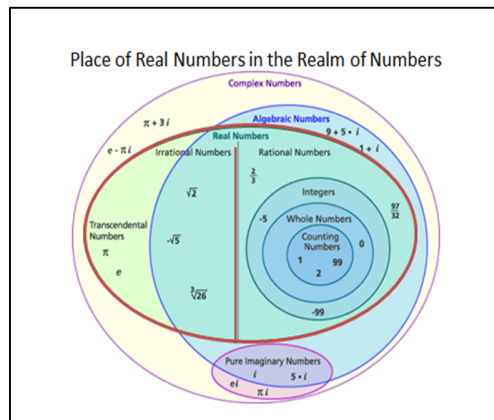 Place of Real Numbers in the Realm of Numbers
Complex Numbers
π + 3 i
Algebraic Numbers
9 + 5 • i
Real Numbers
1 + i
e - π i
Irrational Numbers
Rational Numbers
2/3
√2
Integers
97/32
-5
Whole Numbers
Transcendental
Numbers
-√5
Counting
Numbers
0
π
1
99
e
2
∛26
-99
Pure Imaginary Numbers
i
5 • i
ei
π i